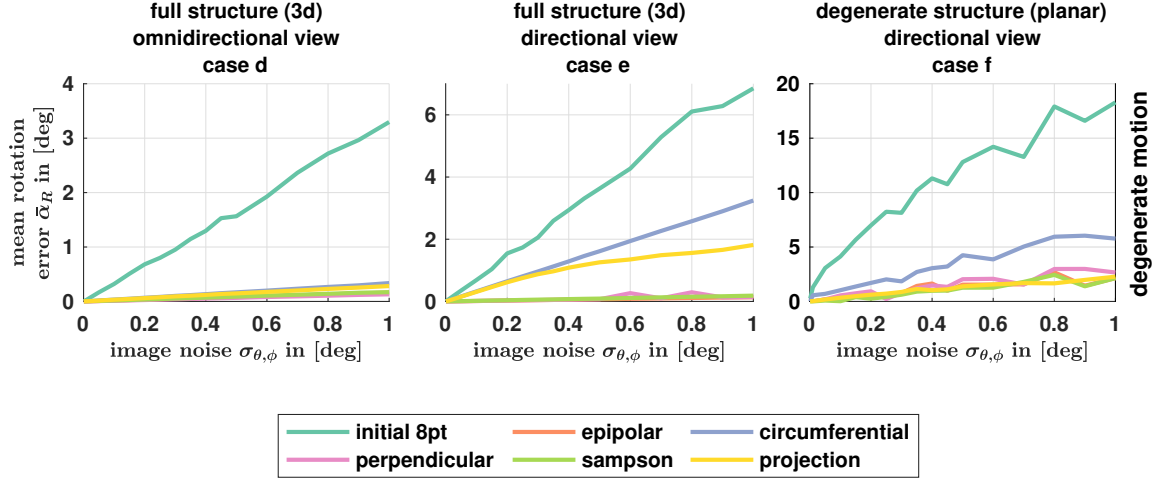 full structure (3d)
omnidirectional view
case d
full structure (3d)
directional view
case e
degenerate structure (planar)
directional view
case f
mean rotation
error ᾱ_R in [deg]
4
3
2
1
0
0 0.2 0.4 0.6 0.8 1
image noise σ_θ,ϕ in [deg]
6
4
2
0
0 0.2 0.4 0.6 0.8 1
image noise σ_θ,ϕ in [deg]
20
15
10
5
0
0 0.2 0.4 0.6 0.8 1
image noise σ_θ,ϕ in [deg]
degenerate motion
initial 8pt epipolar circumferential
perpendicular sampson projection